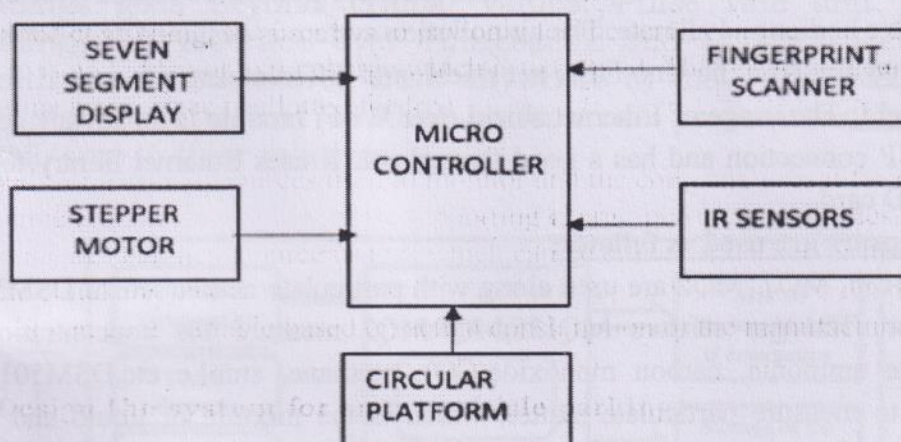 SEVEN
SEGMENT
DISPLAY
STEPPER
MOTOR
MICRO
CONTROLLER
FINGERPRINT
SCANNER
IR SENSORS
CIRCULAR
PLATFORM